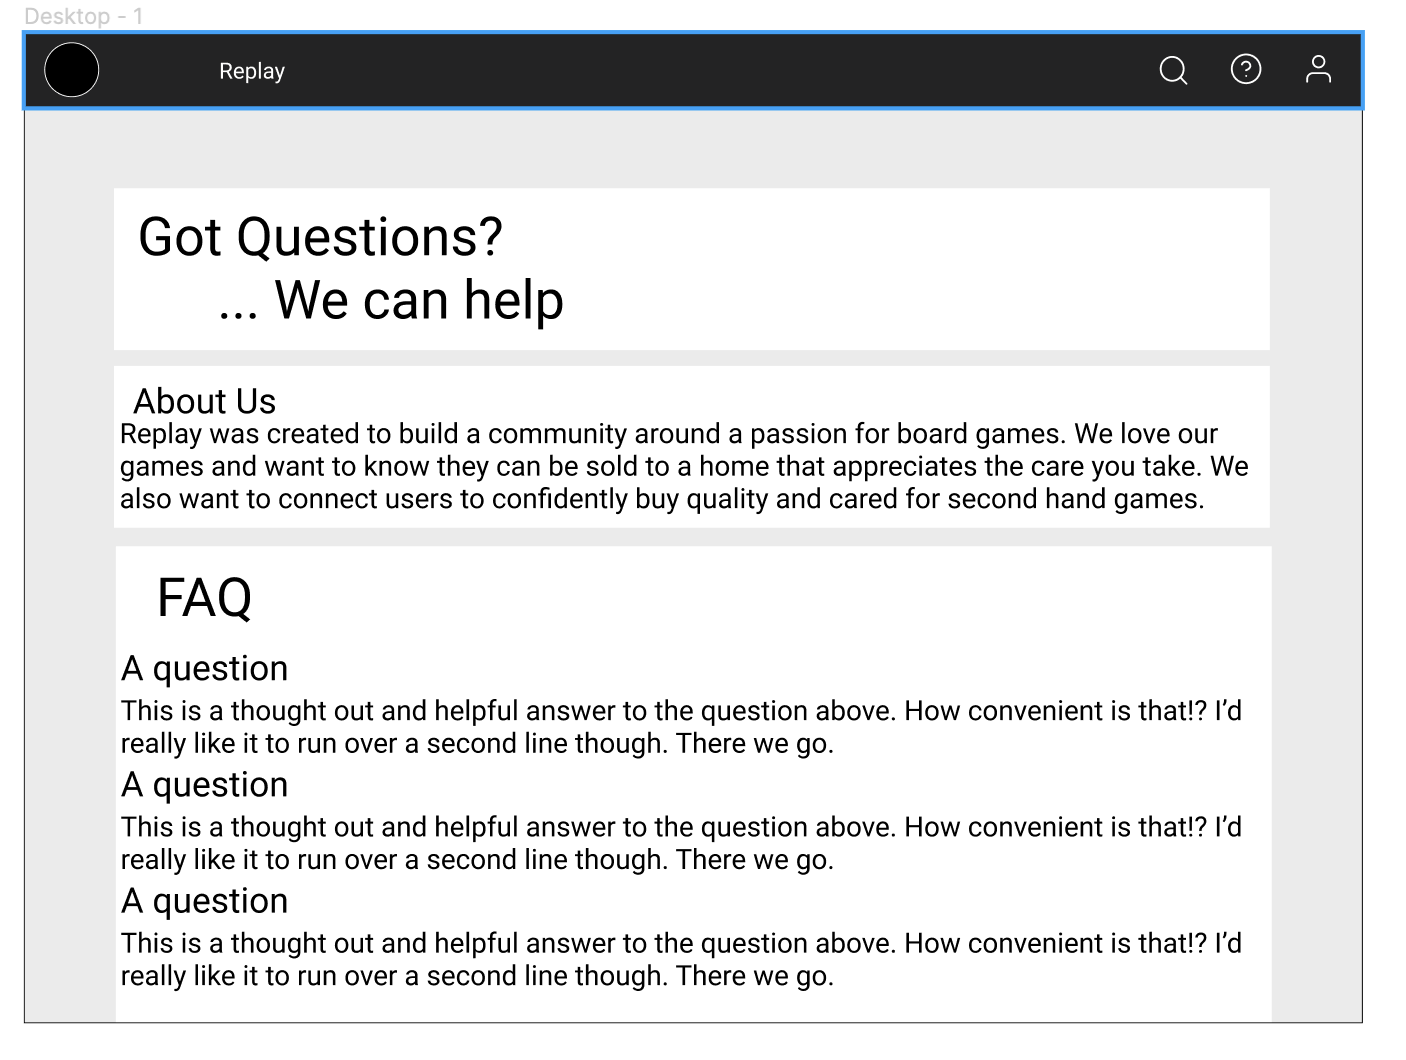 Desktop - 1
Replay
Got Questions?
... We can help
About Us
Replay was created to build a community around a passion for board games. We love our
games and want to know they can be sold to a home that appreciates the care you take. We
also want to connect users to confidently buy quality and cared for second hand games.
FAQ
A question
This is a thought out and helpful answer to the question above. How convenient is that!? I’d
really like it to run over a second line though. There we go.
A question
This is a thought out and helpful answer to the question above. How convenient is that!? I’d
really like it to run over a second line though. There we go.
A question
This is a thought out and helpful answer to the question above. How convenient is that!? I’d
really like it to run over a second line though. There we go.